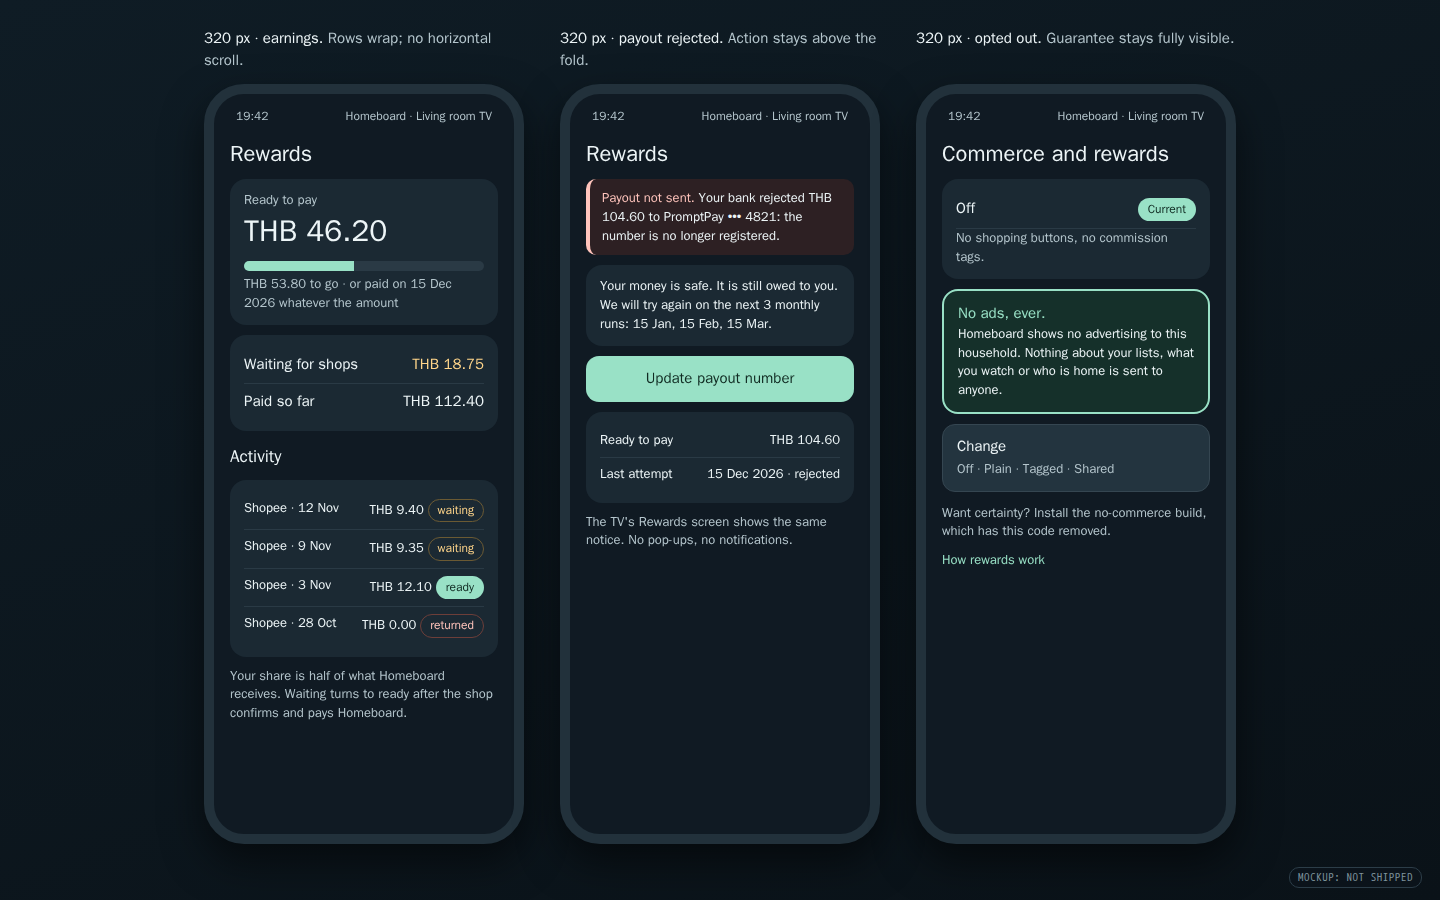 320 px · earnings. Rows wrap; no horizontal
scroll.
19:42 Homeboard · Living room TV
Rewards
Ready to pay
THB 46.20
THB 53.80 to go · or paid on 15 Dec
2026 whatever the amount
Waiting for shops THB 18.75
Paid so far THB 112.40
Activity
Shopee · 12 Nov THB 9.40 waiting
Shopee · 9 Nov THB 9.35 waiting
Shopee · 3 Nov THB 12.10 ready
Shopee · 28 Oct THB 0.00 returned
Your share is half of what Homeboard
receives. Waiting turns to ready after the shop
confirms and pays Homeboard.
320 px · payout rejected. Action stays above the
fold.
19:42 Homeboard · Living room TV
Rewards
Payout not sent. Your bank rejected THB
104.60 to PromptPay ••• 4821: the
number is no longer registered.
Your money is safe. It is still owed to you.
We will try again on the next 3 monthly
runs: 15 Jan, 15 Feb, 15 Mar.
Update payout number
Ready to pay THB 104.60
Last attempt 15 Dec 2026 · rejected
The TV's Rewards screen shows the same
notice. No pop-ups, no notifications.
320 px · opted out. Guarantee stays fully visible.
19:42 Homeboard · Living room TV
Commerce and rewards
Off Current
No shopping buttons, no commission
tags.
No ads, ever.
Homeboard shows no advertising to this
household. Nothing about your lists, what
you watch or who is home is sent to
anyone.
Change
Off · Plain · Tagged · Shared
Want certainty? Install the no-commerce build,
which has this code removed.
How rewards work
MOCKUP: NOT SHIPPED